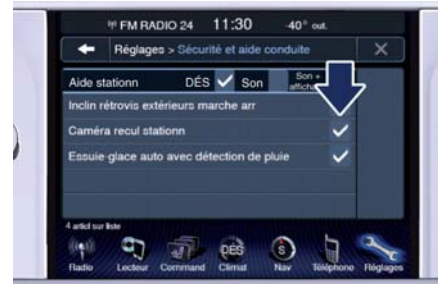 FM RADIO 24 11:30 -40° out.
Réglages > Sécurité et aide conduite
Aide stationn DÉS Son Son +
Inclin rétrovis extérieurs marche arr
Caméra recul stationn
Essuie-glace auto avec détection de pluie
4 articl sur liste
Radio Lecteur Command Climat Nav Téléphone Réglages